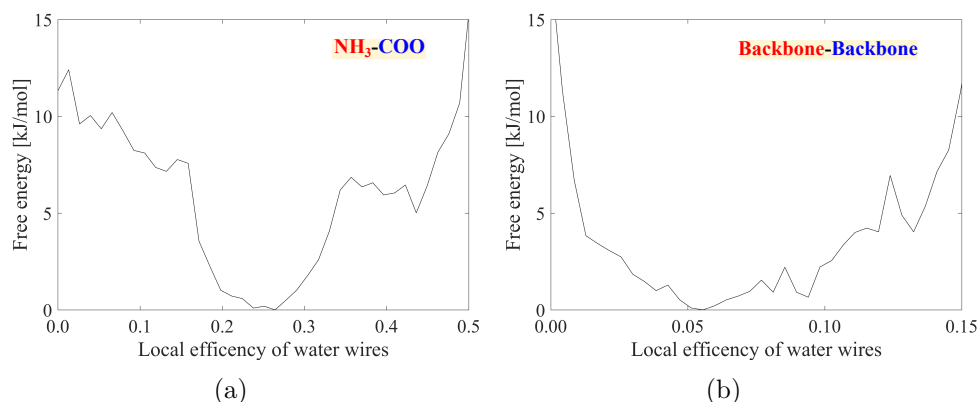 15
10
5
0
Free energy [kJ/mol]
NH₃-COO
0.0 0.1 0.2 0.3 0.4 0.5
Local efficency of water wires
(a)
15
10
5
0
Free energy [kJ/mol]
Backbone-Backbone
0.00 0.05 0.10 0.15
Local efficency of water wires
(b)